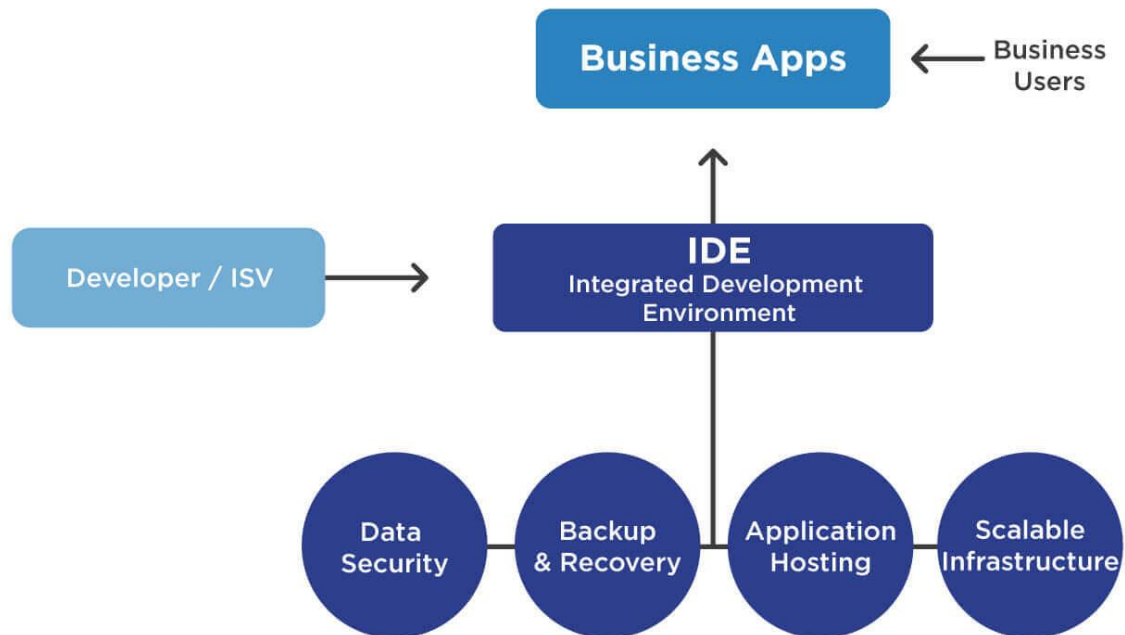 Business Apps
Business
Users
Developer / ISV
IDE
Integrated Development
Environment
Data
Security
Backup
& Recovery
Application
Hosting
Scalable
Infrastructure